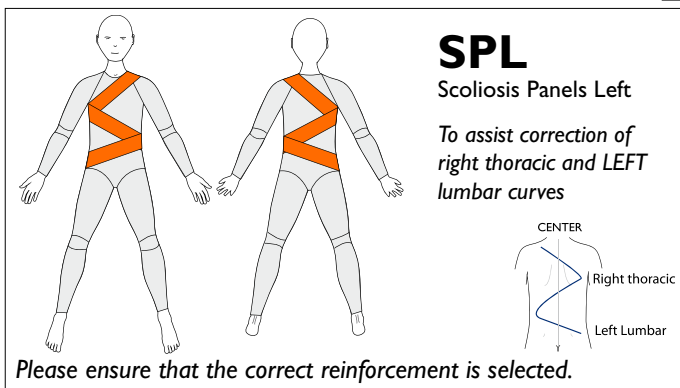 SPL
Scoliosis Panels Left
To assist correction of
right thoracic and LEFT
lumbar curves
CENTER
Right thoracic
Left Lumbar
Please ensure that the correct reinforcement is selected.